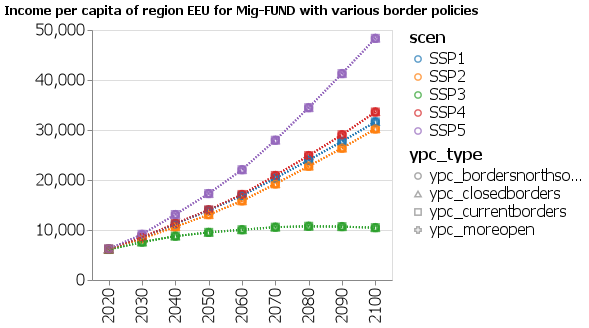 Income per capita of region EEU for Mig-FUND with various border policies
50,000
40,000
30,000
20,000
10,000
0
2020
2030
2040
2050
2060
2070
2080
2090
2100
scen
SSP1
SSP2
SSP3
SSP4
SSP5
ypc_type
ypc_bordersnorthso...
ypc_closedborders
ypc_currentborders
ypc_moreopen